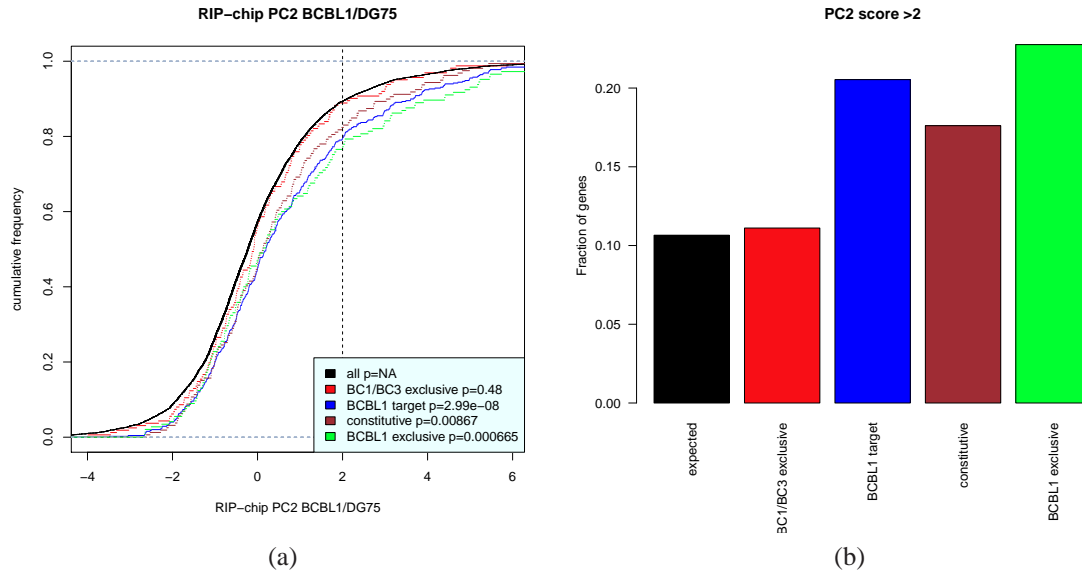 RIP−chip PC2 BCBL1/DG75
cumulative frequency
1.0
0.8
0.6
0.4
0.2
0.0
all p=NA
BC1/BC3 exclusive p=0.48
BCBL1 target p=2.99e−08
constitutive p=0.00867
BCBL1 exclusive p=0.000665
−4 −2 0 2 4 6
RIP−chip PC2 BCBL1/DG75
(a)
PC2 score >2
Fraction of genes
0.20
0.15
0.10
0.05
0.00
expected
BC1/BC3 exclusive
BCBL1 target
constitutive
BCBL1 exclusive
(b)